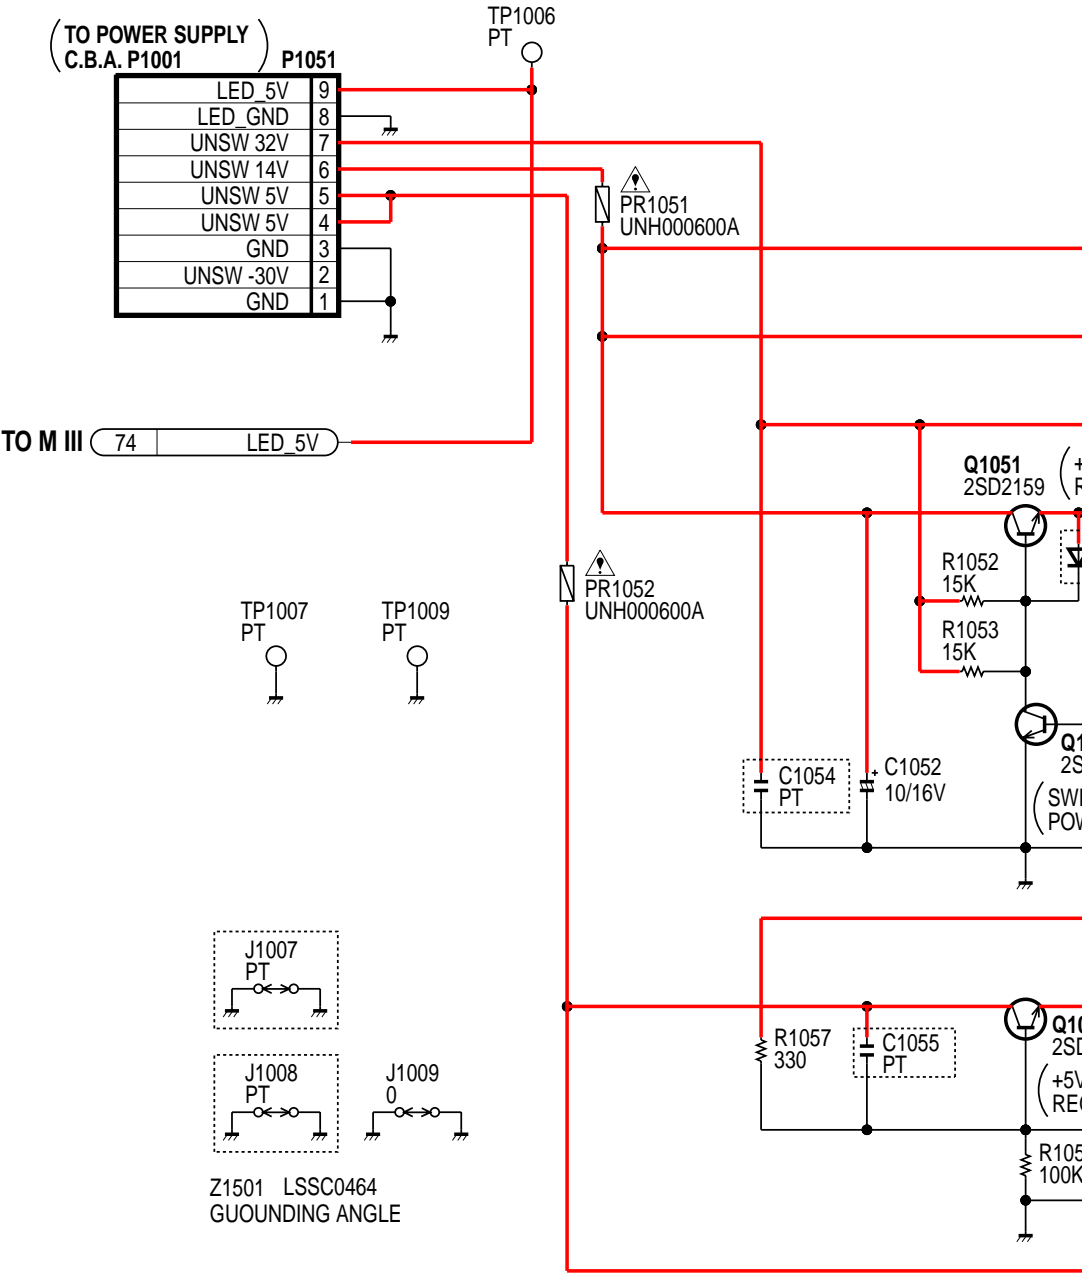 TP1006
PT
(TO POWER SUPPLY
C.B.A. P1001) P1051
LED_5V 9
LED_GND 8
UNSW 32V 7
UNSW 14V 6
UNSW 5V 5
UNSW 5V 4
GND 3
UNSW -30V 2
GND 1
PR1051
UNH000600A
TO M III 74 LED_5V
Q1051
2SD2159
PR1052
UNH000600A
R1052
15K
R1053
15K
TP1007
PT
TP1009
PT
C1054
PT
+ C1052
10/16V
J1007
PT
R1057
330
C1055
PT
+5V
J1008
PT
J1009
0
100K
Z1501 LSSC0464
GUOUNDING ANGLE